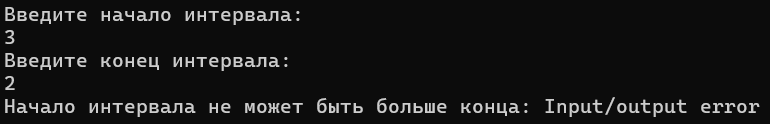 Введите начало интервала:
3
Введите конец интервала:
2
Начало интервала не может быть больше конца: Input/output error